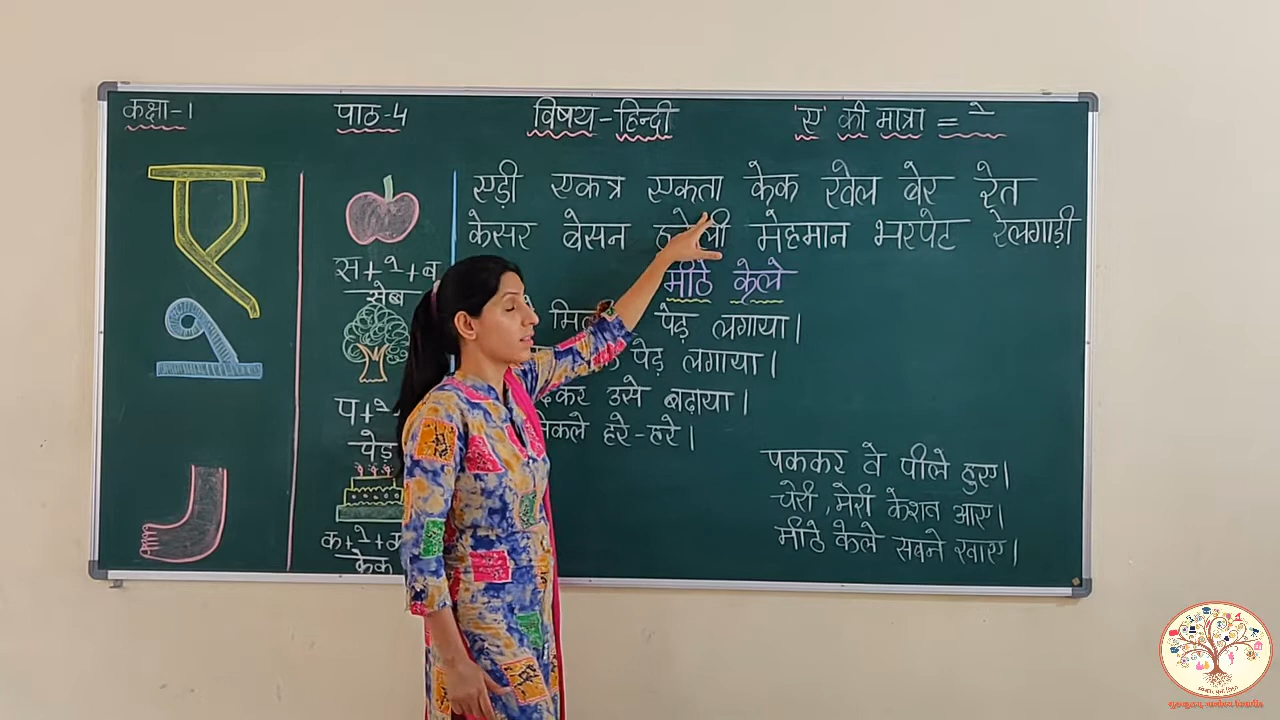 कक्षा-1 पाठ-4 विषय-हिन्दी 'ए' की मात्रा = े
ए
े
स+े+ब
सेब
प+े
पेड़
क+े+क
केक
एड़ी एकत्र एकता केक खेल बेर रेत
केसर बेसन हथेली मेहमान भरपेट रेलगाड़ी
मीठे केले
पेड़ लगाया।
पेड़ लगाया।
उसे बढ़ाया।
हरे-हरे।
पककर वे पीले हुए।
चेरी, मेरी केशव आए।
मीठे केले सबने खाए।